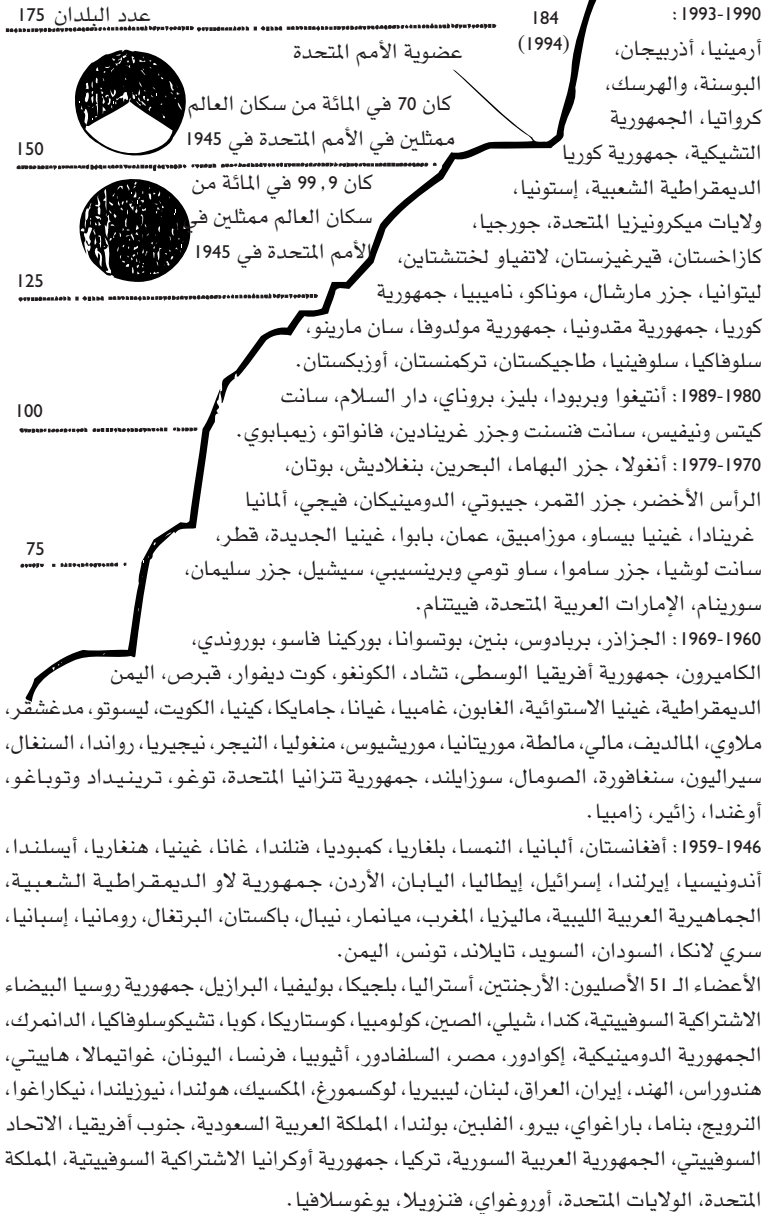 عدد البلدان 175
184
(1994)
عضوية الأمم المتحدة
كان 70 في المائة من سكان العالم
ممثلين في الأمم المتحدة في 1945
150
كان 9, 99 في المائة من
سكان العالم ممثلين في
الأمم المتحدة في 1945
125
100
75
1993-1990:
أرمينيا، أذربيجان،
البوسنة، والهرسك،
كرواتيا، الجمهورية
التشيكية، جمهورية كوريا
الديمقراطية الشعبية، إستونيا،
ولايات ميكرونيزيا المتحدة، جورجيا،
كازاخستان، قيرغيزستان، لاتفياو لختنشتاين،
ليتوانيا، جزر مارشال، موناكو، ناميبيا، جمهورية
كوريا، جمهورية مقدونيا، جمهورية مولدوفا، سان مارينو،
سلوفاكيا، سلوفينيا، طاجيكستان، تركمنستان، أوزبكستان.
1989-1980: أنتيغوا وبربودا، بليز، بروناي، دار السلام، سانت
كيتس ونيفيس، سانت فنسنت وجزر غرينادين، فانواتو، زيمبابوي.
1979-1970: أنغولا، جزر البهاما، البحرين، بنغلاديش، بوتان،
الرأس الأخضر، جزر القمر، جيبوتي، الدومينيكان، فيجي، ألمانيا
غرينادا، غينيا بيساو، موزامبيق، عمان، بابوا، غينيا الجديدة، قطر،
سانت لوشيا، جزر ساموا، ساو تومي وبرينسيبي، سيشيل، جزر سليمان،
سورينام، الإمارات العربية المتحدة، فييتنام.
1969-1960: الجزاذر، بربادوس، بنين، بوتسوانا، بوركينا فاسو، بوروندي،
الكاميرون، جمهورية أفريقيا الوسطى، تشاد، الكونغو، كوت ديفوار، قبرص، اليمن
الديمقراطية، غينيا الاستوائية، الغابون، غامبيا، غيانا، جامايكا، كينيا، الكويت، ليسوتو، مدغشقر،
ملاوي، المالديف، مالي، مالطة، موريتانيا، موريشيوس، منغوليا، النيجر، نيجيريا، رواندا، السنغال،
سيراليون، سنغافورة، الصومال، سوزايلند، جمهورية تنزانيا المتحدة، توغو، ترينيداد وتوباغو،
أوغندا، زائير، زامبيا.
1959-1946: أفغانستان، ألبانيا، النمسا، بلغاريا، كمبوديا، فنلندا، غانا، غينيا، هنغاريا، أيسلندا،
أندونيسيا، إيرلندا، إسرائيل، إيطاليا، اليابان، الأردن، جمهورية لاو الديمقراطية الشعبية،
الجماهيرية العربية الليبية، ماليزيا، المغرب، ميانمار، نيبال، باكستان، البرتغال، رومانيا، إسبانيا،
سري لانكا، السودان، السويد، تايلاند، تونس، اليمن.
الأعضاء الـ 51 الأصليون: الأرجنتين، أستراليا، بلجيكا، بوليفيا، البرازيل، جمهورية روسيا البيضاء
الاشتراكية السوفييتية، كندا، شيلي، الصين، كولومبيا، كوستاريكا، كوبا، تشيكوسلوفاكيا، الدانمرك،
الجمهورية الدومينيكية، إكوادور، مصر، السلفادور، أثيوبيا، فرنسا، اليونان، غواتيمالا، هاييتي،
هندوراس، الهند، إيران، العراق، لبنان، ليبيريا، لوكسمورغ، المكسيك، هولندا، نيوزيلندا، نيكاراغوا،
النرويج، بناما، باراغواي، بيرو، الفلبين، بولندا، المملكة العربية السعودية، جنوب أفريقيا، الاتحاد
السوفييتي، الجمهورية العربية السورية، تركيا، جمهورية أوكرانيا الاشتراكية السوفييتية، المملكة
المتحدة، الولايات المتحدة، أوروغواي، فنزويلا، يوغوسلافيا.